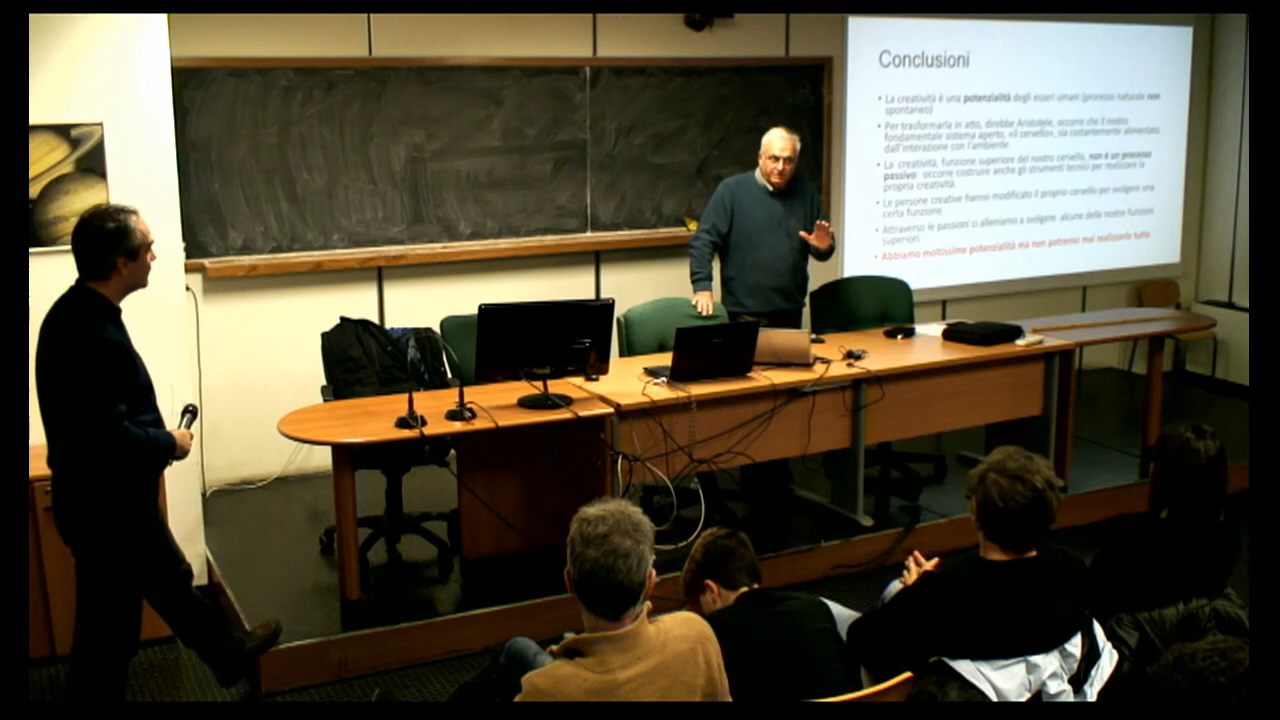 Conclusioni
• La creatività è una potenzialità degli esseri umani (processo naturale non
spontaneo)
• Per trasformarla in atto, direbbe Aristotele, occorre che il nostro
fondamentale sistema aperto, «il cervello», sia costantemente alimentato
dall'interazione con l'ambiente.
• La creatività, funzione superiore del nostro cervello, non è un processo
passivo occorre costruire anche gli strumenti tecnici per realizzare la
propria creatività.
• Le persone creative hanno modificato il proprio cervello per svolgere una
certa funzione.
• Attraverso le passioni ci alleniamo a svolgere alcune delle nostre funzioni
superiori.
• Abbiamo moltissime potenzialità ma non potremo mai realizzarle tutte